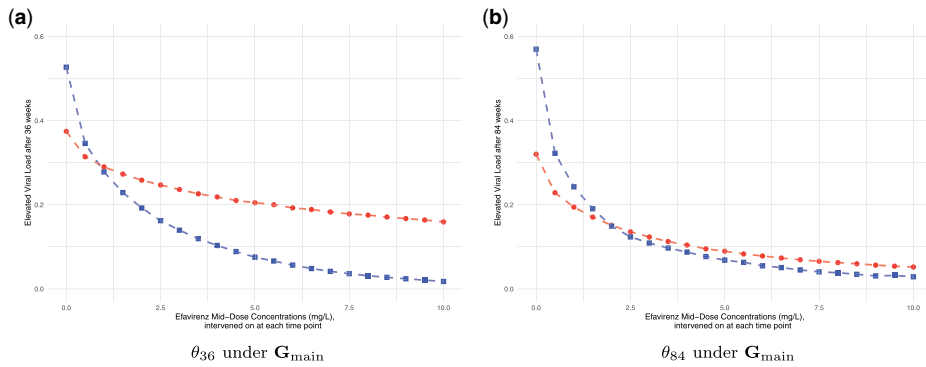 (a)
Elevated Viral Load after 36 weeks
0.6
0.4
0.2
0.0
0.0 2.5 5.0 7.5 10.0
Efavirenz Mid−Dose Concentrations (mg/L),
intervened on at each time point
θ36 under Gmain
(b)
Elevated Viral Load after 84 weeks
0.6
0.4
0.2
0.0
0.0 2.5 5.0 7.5 10.0
Efavirenz Mid−Dose Concentrations (mg/L),
intervened on at each time point
θ84 under Gmain